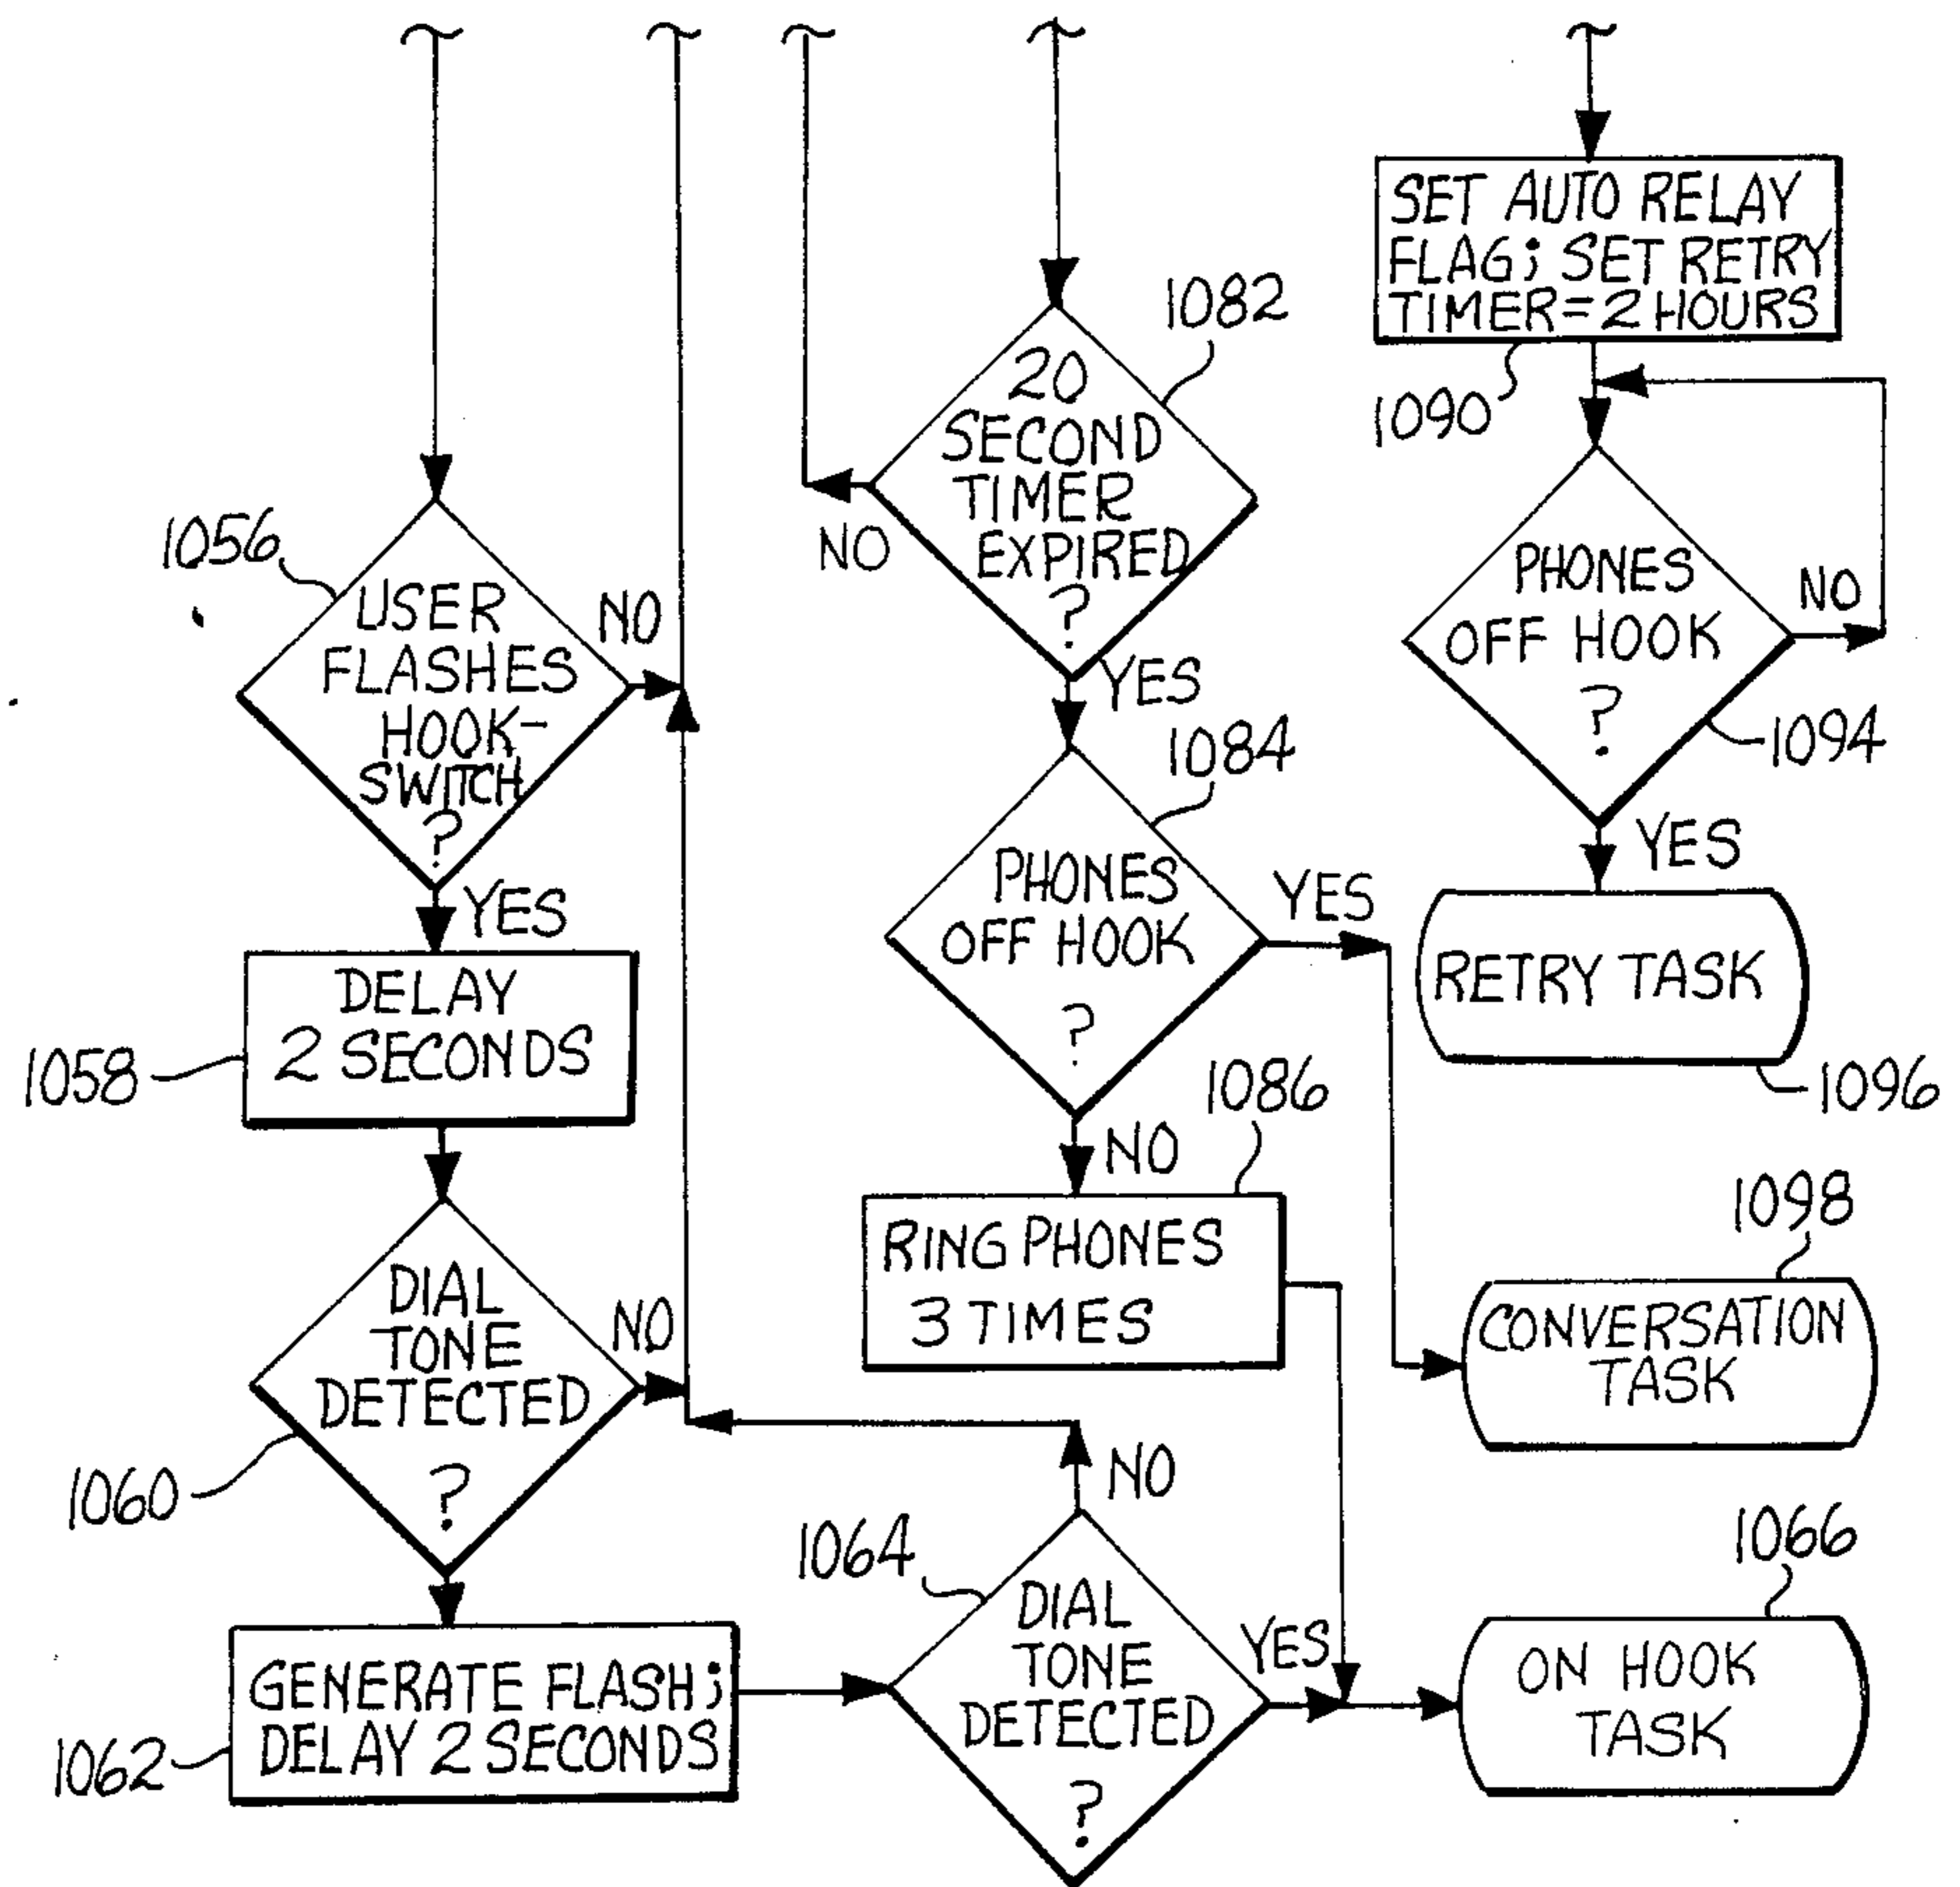 1056
USER
FLASHES
HOOK-
SWITCH
?
NO
YES
DELAY
2 SECONDS
1058
DIAL
TONE
DETECTED
?
NO
1060
GENERATE FLASH;
DELAY 2 SECONDS
1062
1082
20
SECOND
TIMER
EXPIRED
?
NO
YES
1084
PHONES
OFF HOOK
?
YES
NO
1086
RING PHONES
3 TIMES
NO
1064
DIAL
TONE
DETECTED
?
YES
SET AUTO RELAY
FLAG; SET RETRY
TIMER=2 HOURS
1090
PHONES
OFF HOOK
?
NO
1094
YES
RETRY TASK
1096
1098
CONVERSATION
TASK
1066
ON HOOK
TASK